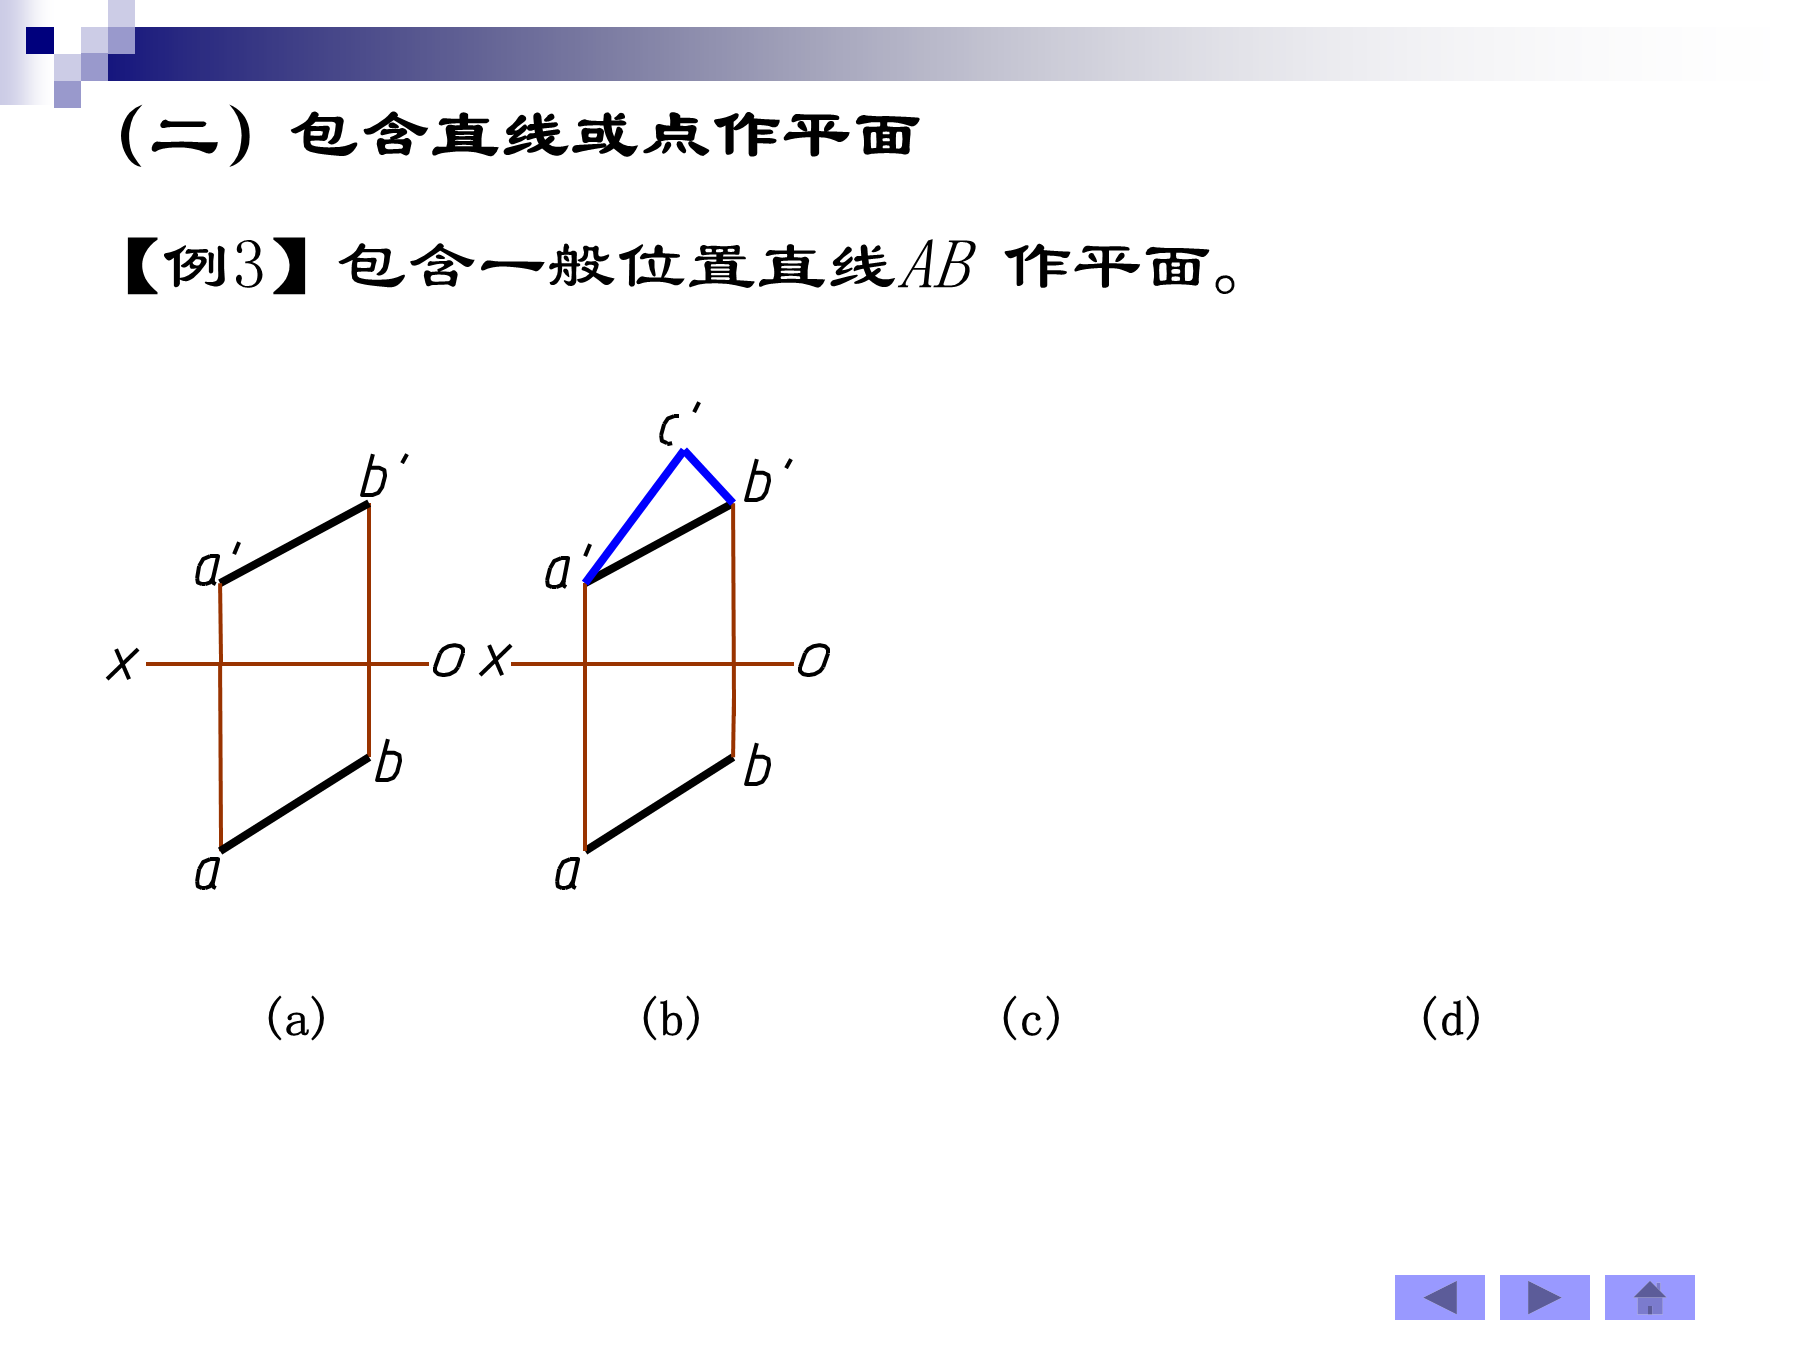 (二) 包含直线或点作平面
【例3】包含一般位置直线AB 作平面。
c′
b′ b′
a′ a′
x o x o
b b
a a
(a) (b) (c) (d)